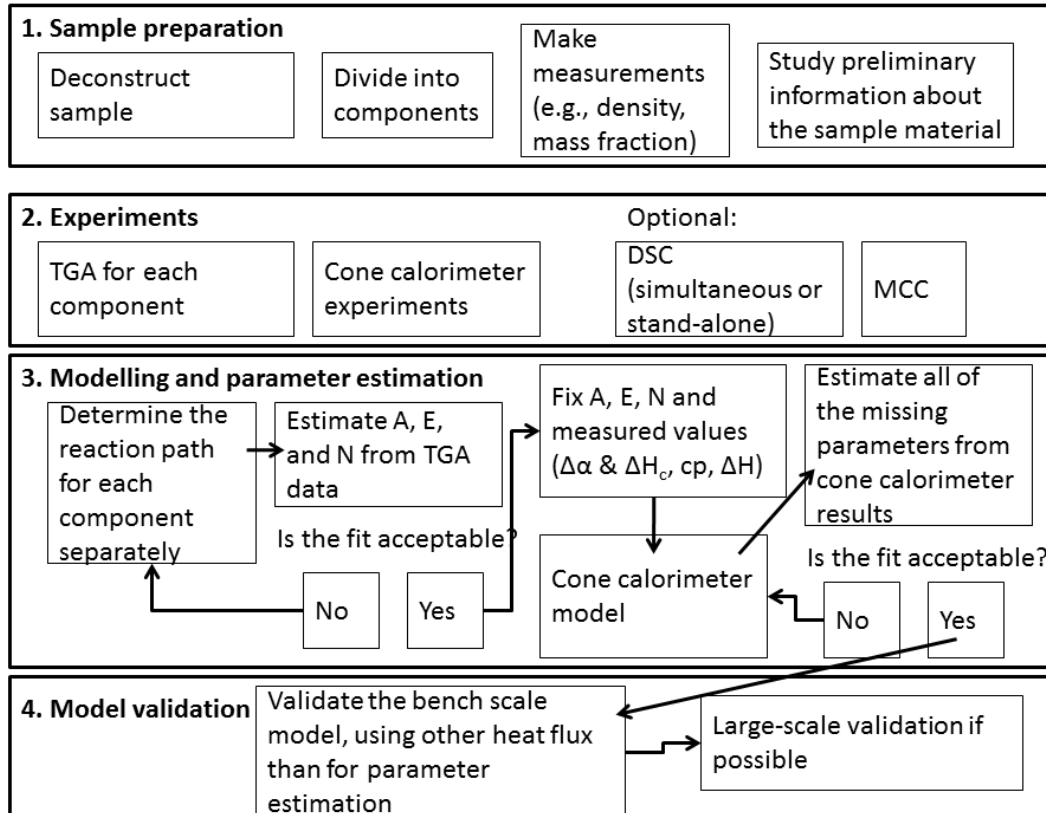 1. Sample preparation
Deconstruct
sample
Divide into
components
Make
measurements
(e.g., density,
mass fraction)
Study preliminary
information about
the sample material
2. Experiments
Optional:
TGA for each
component
Cone calorimeter
experiments
DSC
(simultaneous or
stand-alone)
MCC
3. Modelling and parameter estimation
Determine the
reaction path
for each
component
separately
Estimate A, E,
and N from TGA
data
Is the fit acceptable?
No
Yes
Fix A, E, N and
measured values
(Δα & ΔHc, cp, ΔH)
Cone calorimeter
model
Estimate all of
the missing
parameters from
cone calorimeter
results
Is the fit acceptable?
No
Yes
4. Model validation
Validate the bench scale
model, using other heat flux
than for parameter
estimation
Large-scale validation if
possible